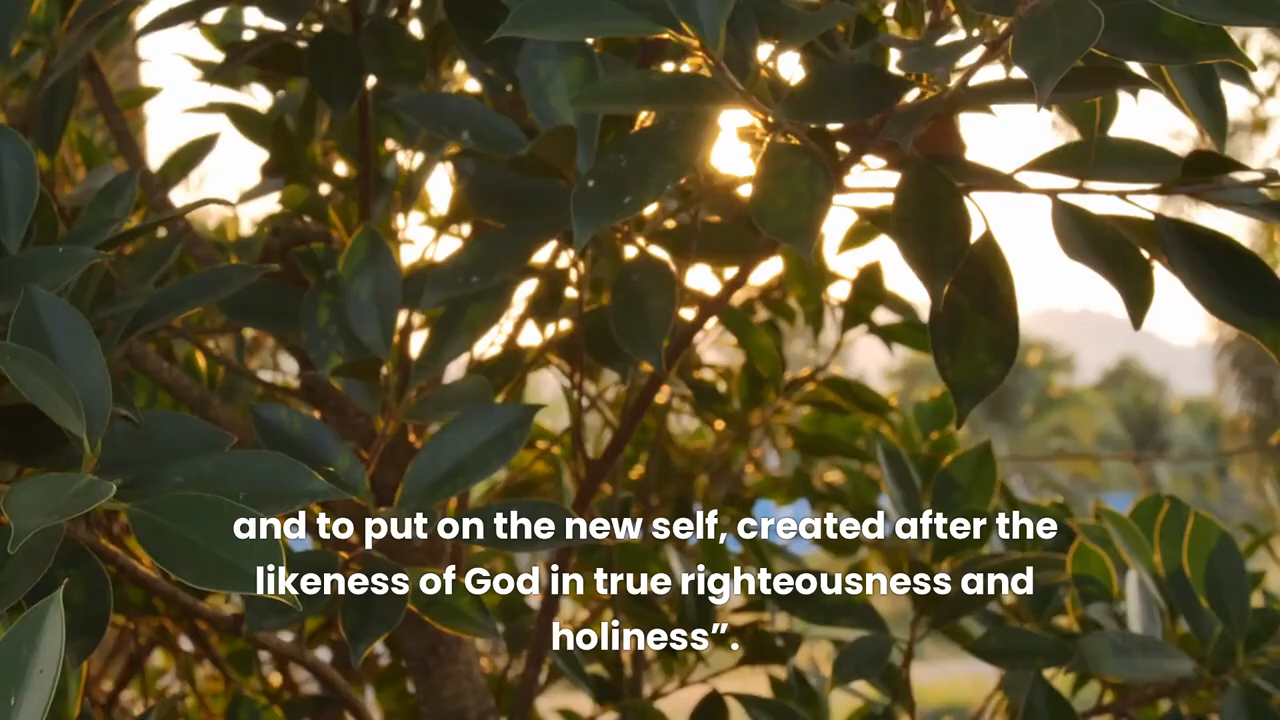 and to put on the new self, created after the
likeness of God in true righteousness and
holiness”.